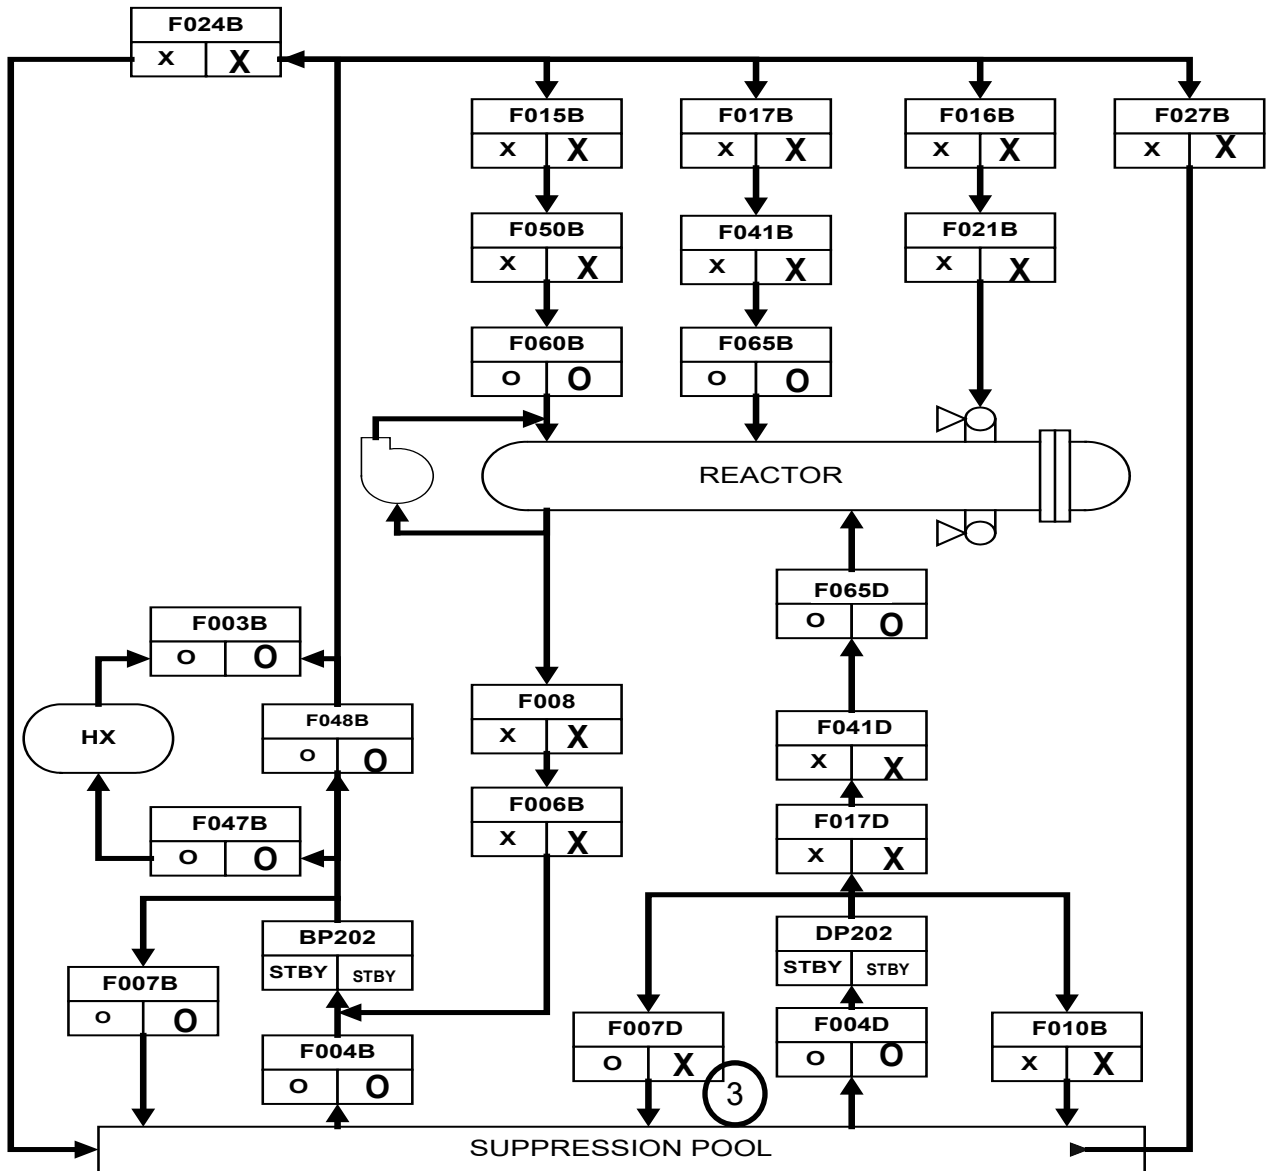 F024B
x X
F015B
x X
F017B
x X
F016B
x X
F027B
x X
F050B
x X
F041B
x X
F021B
x X
F060B
O O
F065B
O O
REACTOR
F065D
O O
F003B
O O
F008
x X
F048B
O O
F041D
x X
HX
F006B
x X
F047B
O O
F017D
x X
BP202
STBY STBY
DP202
STBY STBY
F007B
O O
F007D
O X
F004D
O O
F010B
x X
F004B
O O
3
SUPPRESSION POOL